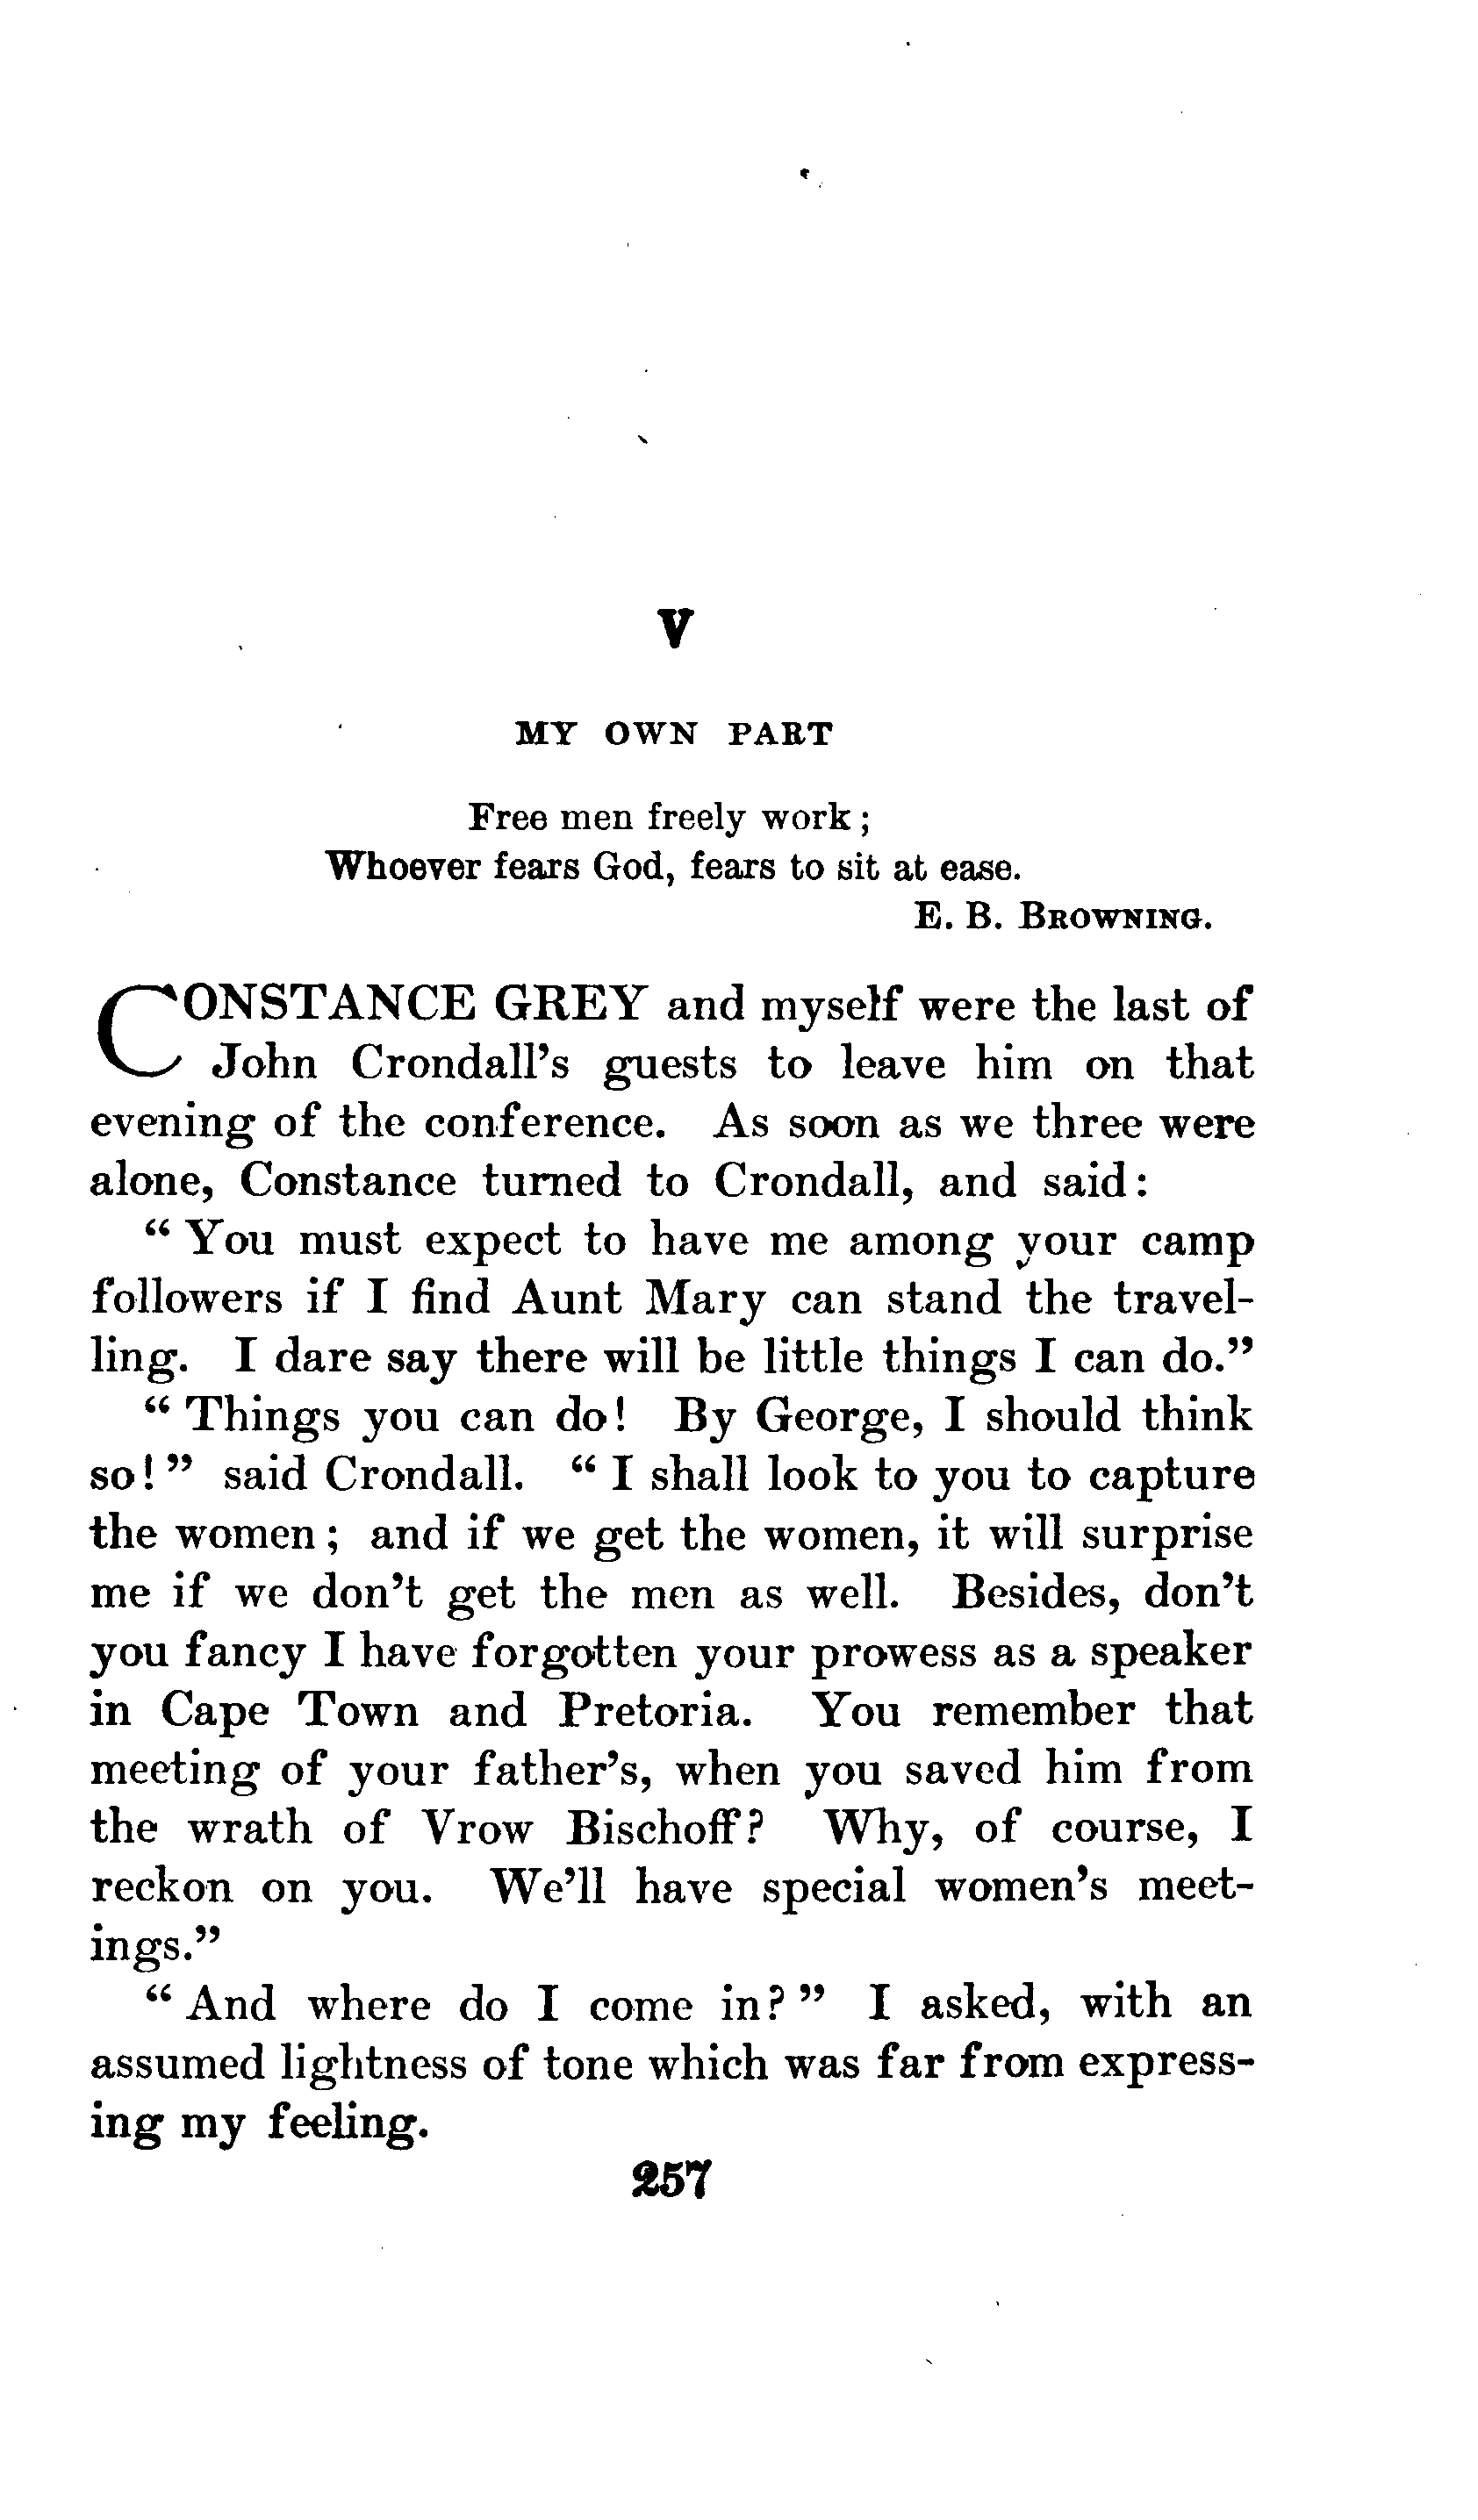 V
MY OWN PART
Free men freely work;
Whoever fears God, fears to sit at ease.
E. B. BROWNING.
CONSTANCE GREY and myself were the last of
John Crondall's guests to leave him on that
evening of the conference. As soon as we three were
alone, Constance turned to Crondall, and said:
"You must expect to have me among your camp
followers if I find Aunt Mary can stand the travel-
ling. I dare say there will be little things I can do."
"Things you can do! By George, I should think
so!" said Crondall. "I shall look to you to capture
the women; and if we get the women, it will surprise
me if we don't get the men as well. Besides, don't
you fancy I have forgotten your prowess as a speaker
in Cape Town and Pretoria. You remember that
meeting of your father's, when you saved him from
the wrath of Vrow Bischoff? Why, of course, I
reckon on you. We'll have special women's meet-
ings."
"And where do I come in?" I asked, with an
assumed lightness of tone which was far from express-
ing my feeling.
257